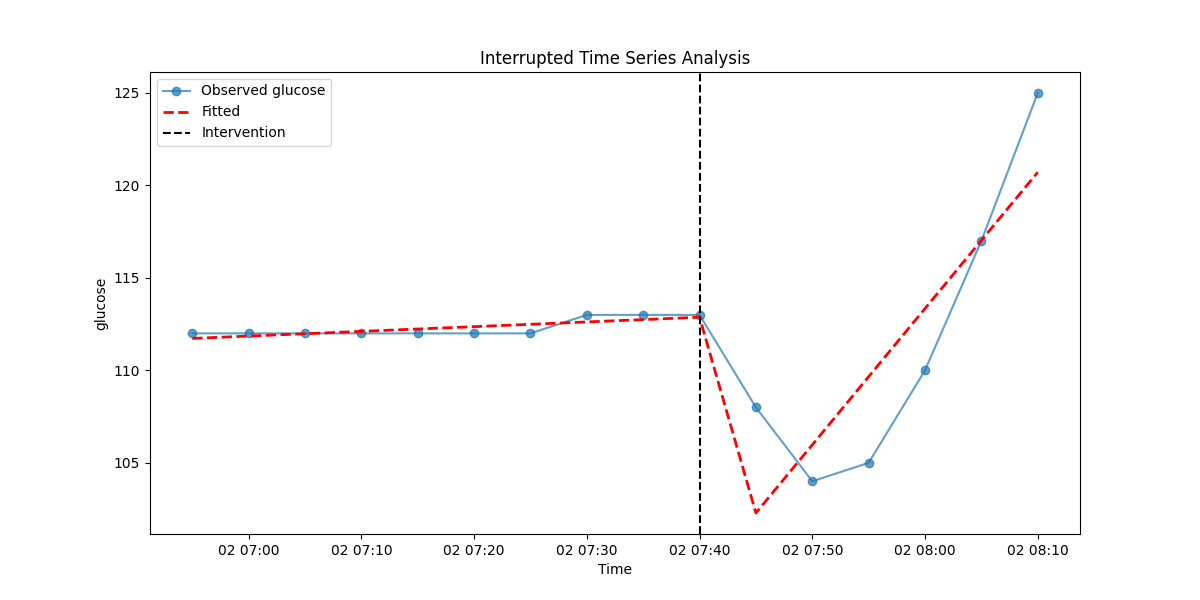 Interrupted Time Series Analysis
Observed glucose
Fitted
Intervention
125
120
115
110
105
glucose
02 07:00 02 07:10 02 07:20 02 07:30 02 07:40 02 07:50 02 08:00 02 08:10
Time